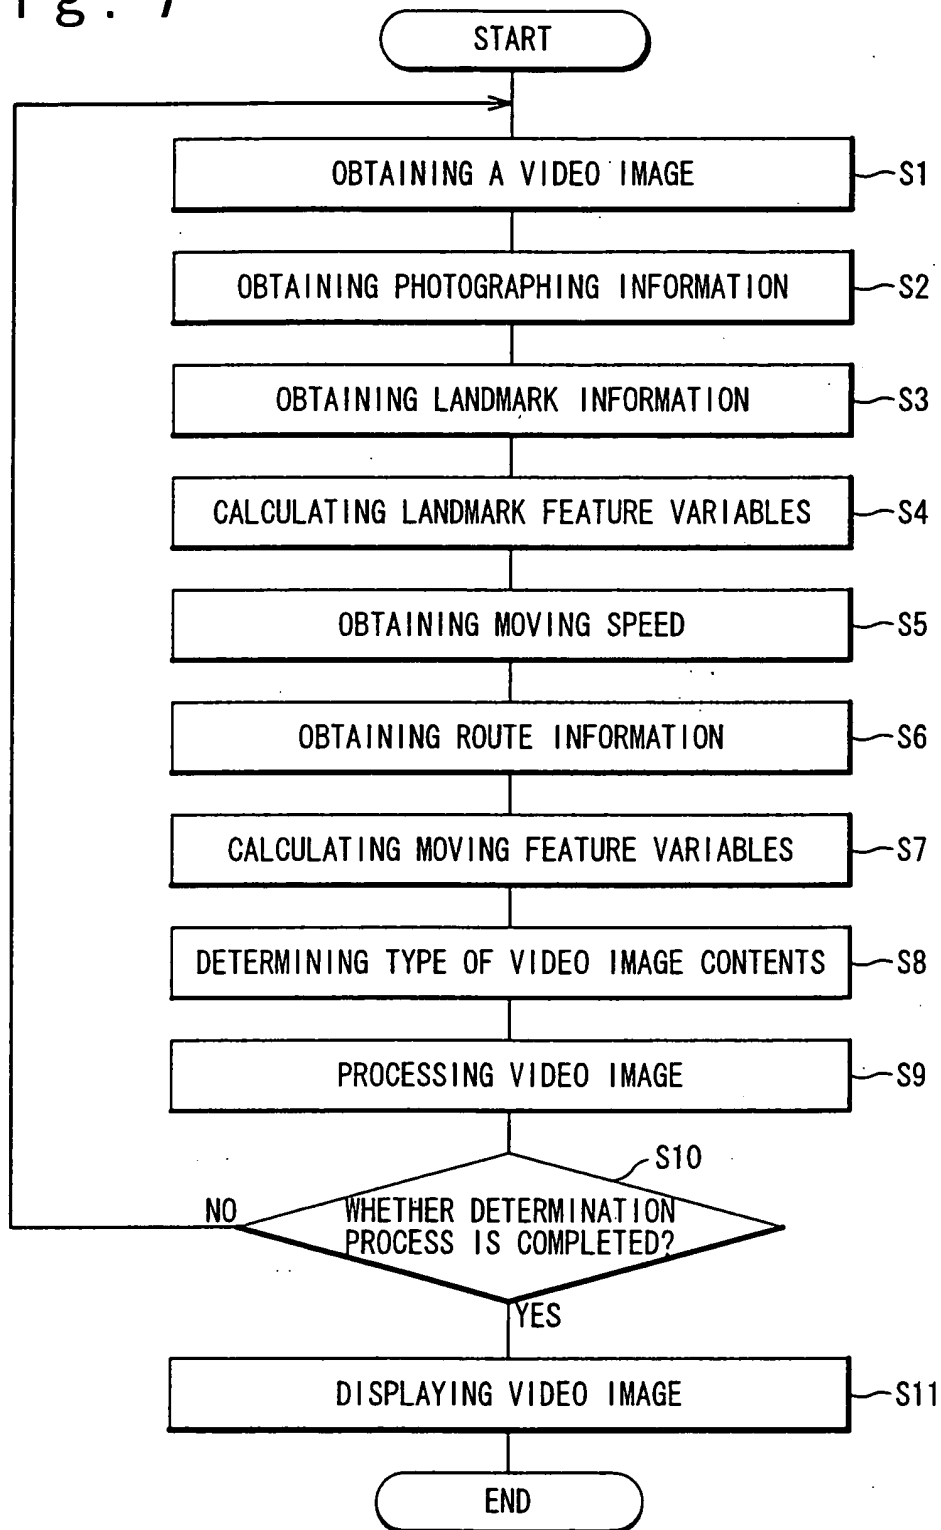 ig. 7
START
OBTAINING A VIDEO IMAGE
S1
OBTAINING PHOTOGRAPHING INFORMATION
S2
OBTAINING LANDMARK INFORMATION
S3
CALCULATING LANDMARK FEATURE VARIABLES
S4
OBTAINING MOVING SPEED
S5
OBTAINING ROUTE INFORMATION
S6
CALCULATING MOVING FEATURE VARIABLES
S7
DETERMINING TYPE OF VIDEO IMAGE CONTENTS
S8
PROCESSING VIDEO IMAGE
S9
S10
NO
WHETHER DETERMINATION
PROCESS IS COMPLETED?
YES
DISPLAYING VIDEO IMAGE
S11
END